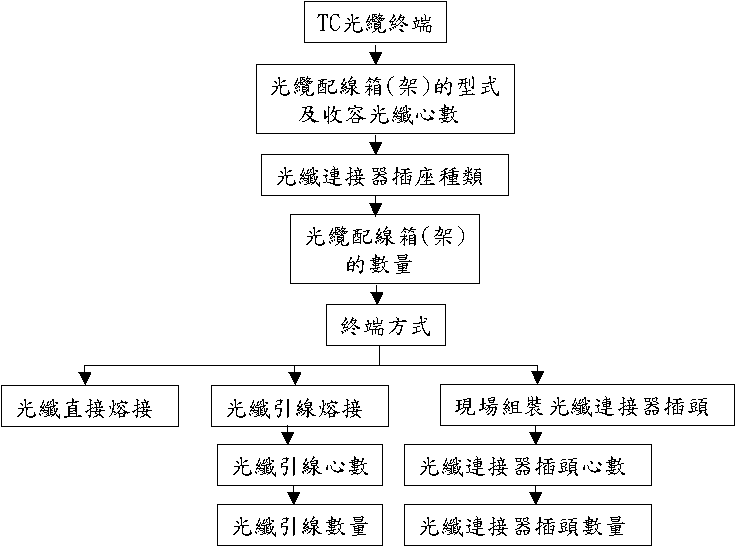 TC光纜終端
光纜配線箱(架)的型式
及收容光纖心數
光纖連接器插座種類
光纜配線箱(架)
的數量
終端方式
光纖直接熔接
光纖引線熔接
現場組裝光纖連接器插頭
光纖引線心數
光纖連接器插頭心數
光纖引線數量
光纖連接器插頭數量